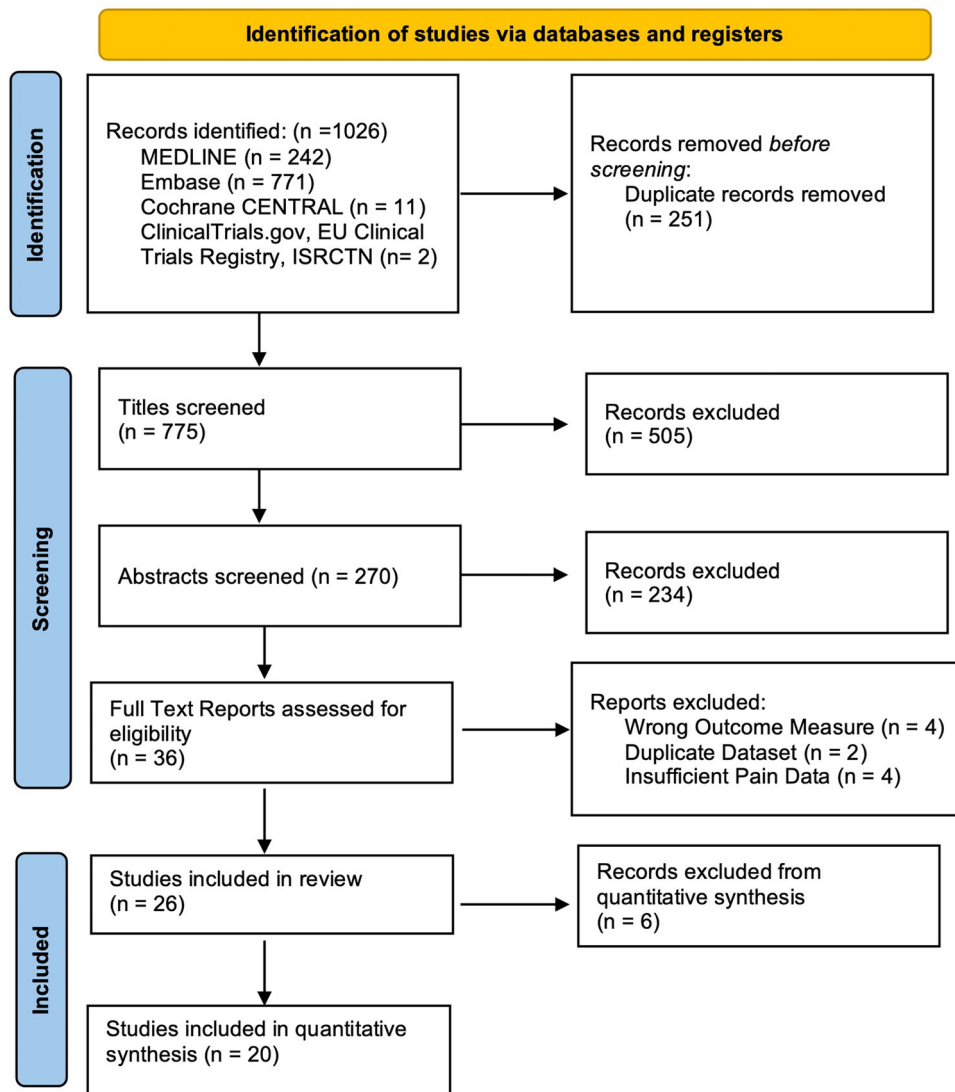 Identification of studies via databases and registers
Identification
Records identified: (n =1026)
MEDLINE (n = 242)
Embase (n = 771)
Cochrane CENTRAL (n = 11)
ClinicalTrials.gov, EU Clinical
Trials Registry, ISRCTN (n= 2)
Records removed before
screening:
Duplicate records removed
(n = 251)
Screening
Titles screened
(n = 775)
Records excluded
(n = 505)
Abstracts screened (n = 270)
Records excluded
(n = 234)
Full Text Reports assessed for
eligibility
(n = 36)
Reports excluded:
Wrong Outcome Measure (n = 4)
Duplicate Dataset (n = 2)
Insufficient Pain Data (n = 4)
Included
Studies included in review
(n = 26)
Records excluded from
quantitative synthesis
(n = 6)
Studies included in quantitative
synthesis (n = 20)